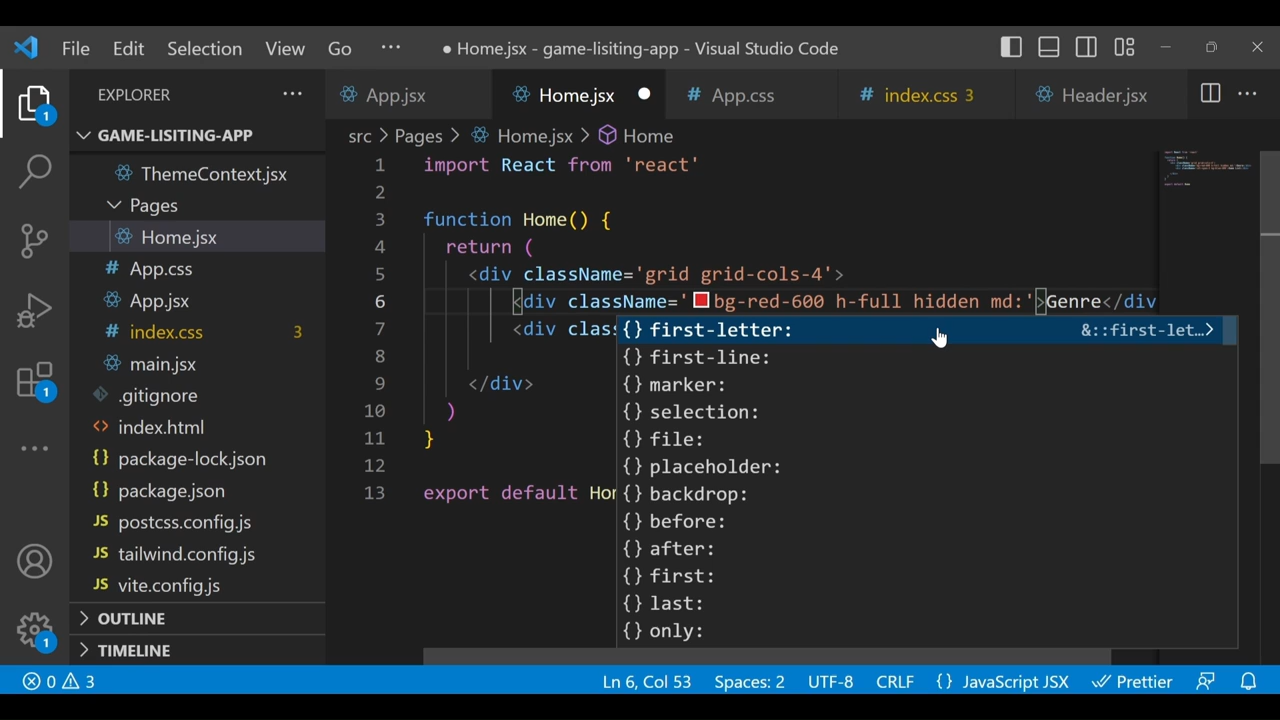 File Edit Selection View Go ··· ● Home.jsx - game-lisiting-app - Visual Studio Code
EXPLORER ···
App.jsx Home.jsx ● # App.css # index.css 3 Header.jsx ···
GAME-LISITING-APP
src > Pages > Home.jsx > Home
ThemeContext.jsx
Pages
Home.jsx
# App.css
App.jsx
# index.css 3
main.jsx
.gitignore
<> index.html
{} package-lock.json
{} package.json
JS postcss.config.js
JS tailwind.config.js
JS vite.config.js
OUTLINE
TIMELINE
1
1
1
1 import React from 'react'
2
3 function Home() {
4 return (
5 <div className='grid grid-cols-4'>
6 <div className='bg-red-600 h-full hidden md:'>Genre</div
7 <div clas
8
9 </div>
10 )
11 }
12
13 export default Hom
{} first-letter: &::first-let…>
{} first-line:
{} marker:
{} selection:
{} file:
{} placeholder:
{} backdrop:
{} before:
{} after:
{} first:
{} last:
{} only:
0 3 Ln 6, Col 53 Spaces: 2 UTF-8 CRLF {} JavaScript JSX Prettier